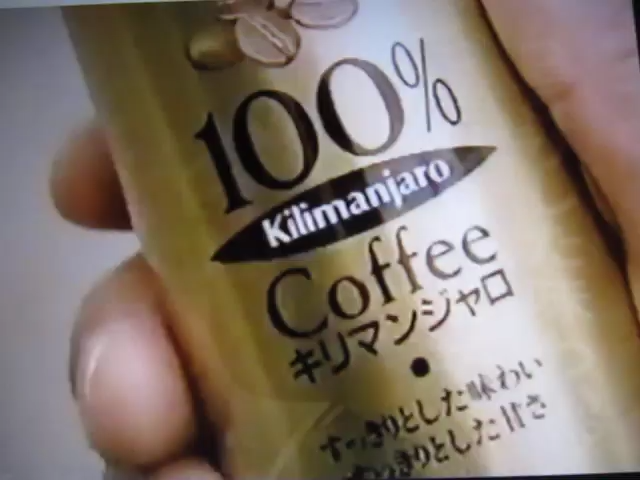 100%
Kilimanjaro
Coffee
キリマンジャロ
●
すっきりとした味わい
すっきりとした甘さ